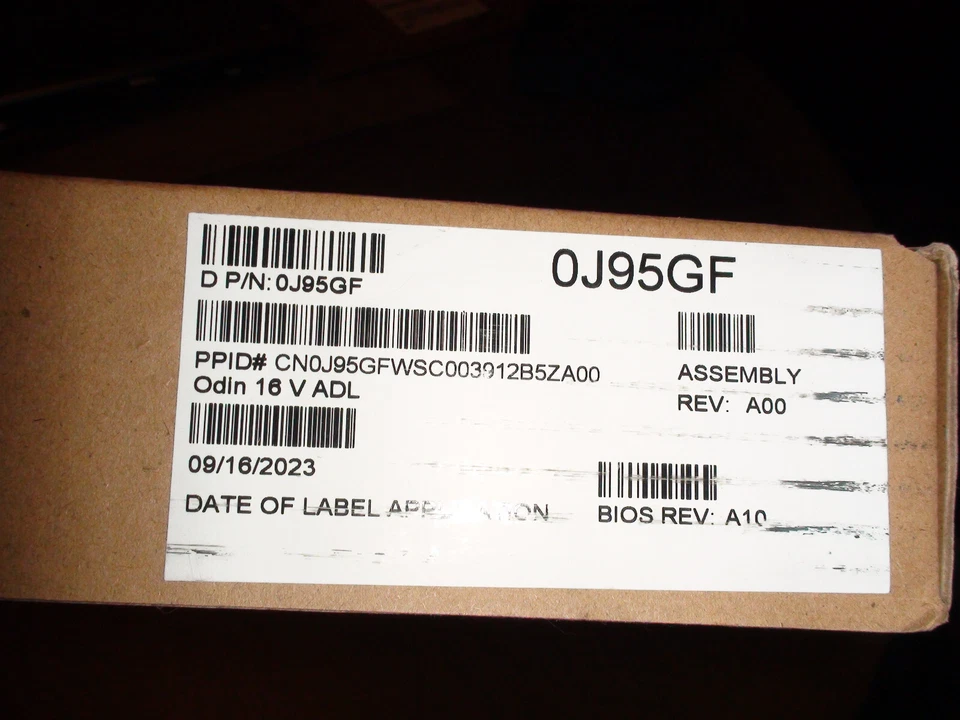 0J95GF
D P/N: 0J95GF
PPID# CN0J95GFWSC003912B5ZA00
Odin 16 V ADL
ASSEMBLY
REV: A00
09/16/2023
DATE OF LABEL APPLICATION
BIOS REV: A10